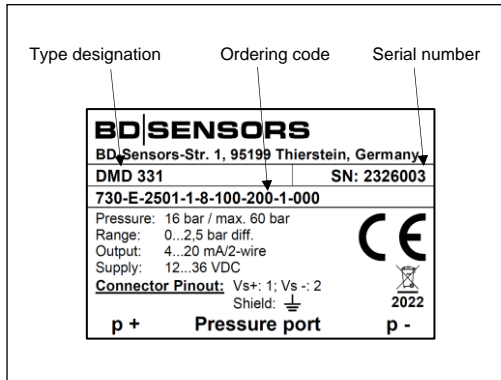 Type designation Ordering code Serial number
BD|SENSORS
BD-Sensors-Str. 1, 95199 Thierstein, Germany
DMD 331 SN: 2326003
730-E-2501-1-8-100-200-1-000
Pressure: 16 bar / max. 60 bar
Range: 0...2,5 bar diff.
Output: 4...20 mA/2-wire
Supply: 12...36 VDC
Connector Pinout: Vs+: 1; Vs -: 2
Shield: ⏚
CE
2022
p + Pressure port p -